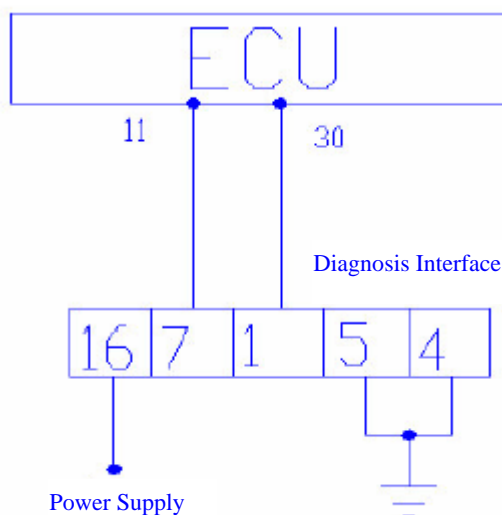 ECU
11 30
Diagnosis Interface
16 7 1 5 4
Power Supply